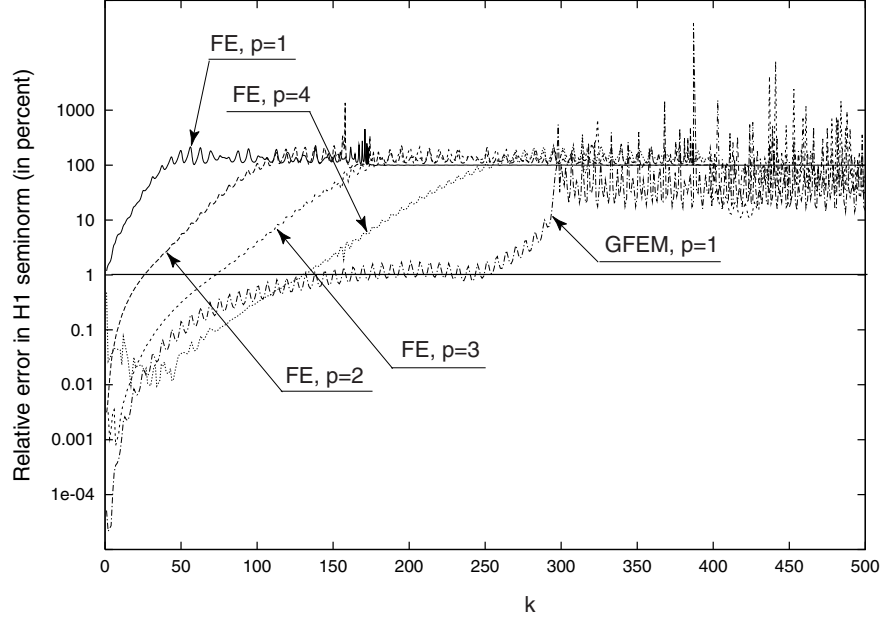 Relative error in H1 seminorm (in percent)
1000
100
10
1
0.1
0.01
0.001
1e-04
FE, p=1
FE, p=4
GFEM, p=1
FE, p=3
FE, p=2
0 50 100 150 200 250 300 350 400 450 500
k